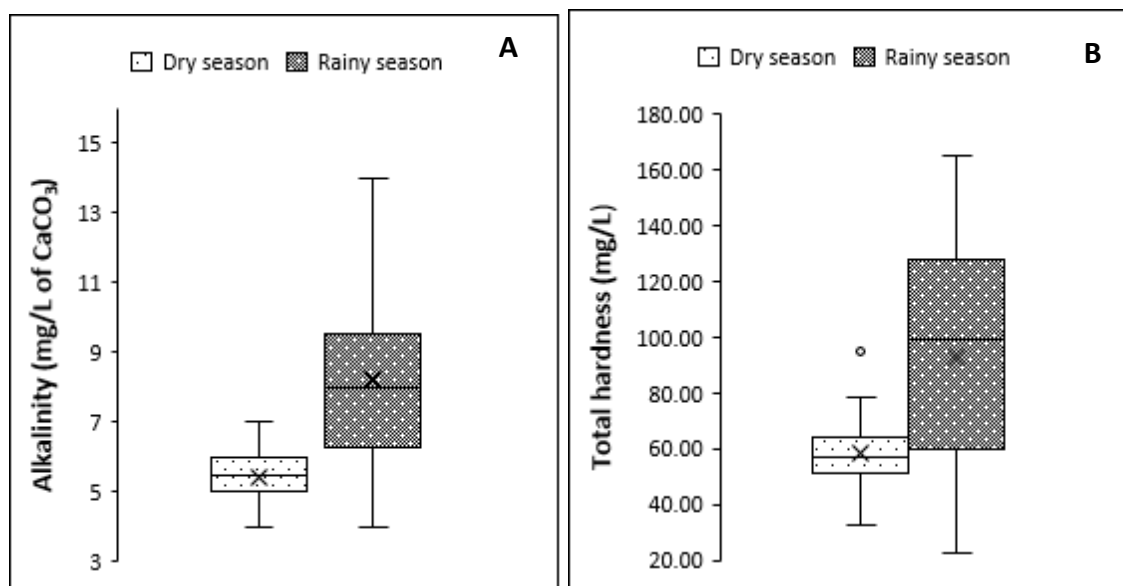 A
Dry season Rainy season
Alkalinity (mg/L of CaCO₃)
15
13
11
9
7
5
3
B
Dry season Rainy season
Total hardness (mg/L)
180.00
160.00
140.00
120.00
100.00
80.00
60.00
40.00
20.00